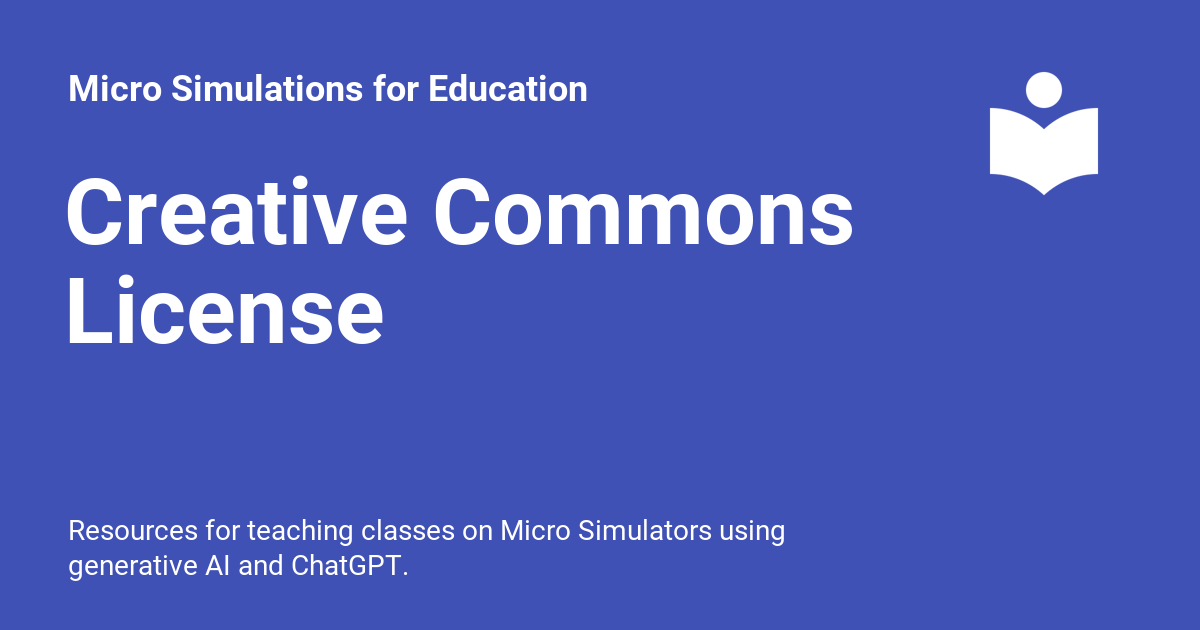 Micro Simulations for Education
Creative Commons
License
Resources for teaching classes on Micro Simulators using
generative AI and ChatGPT.